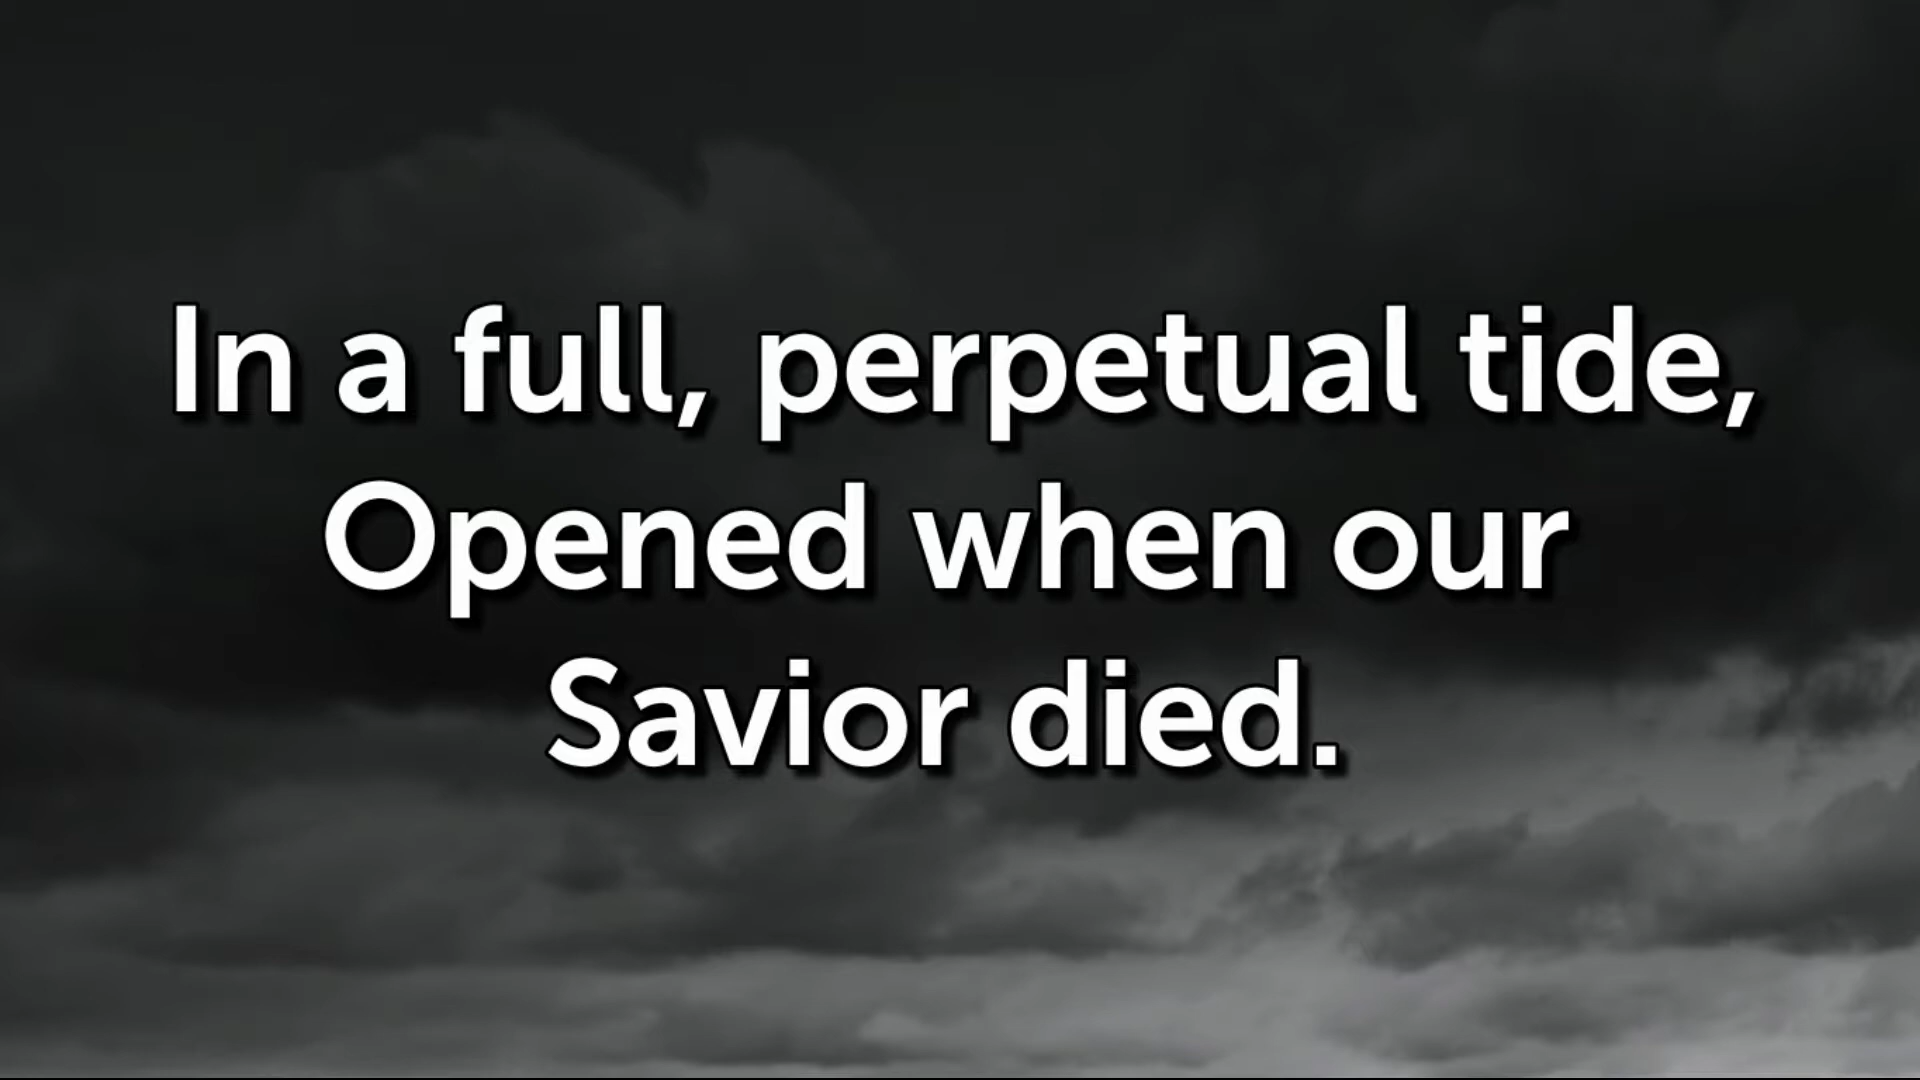 In a full, perpetual tide,
Opened when our
Savior died.